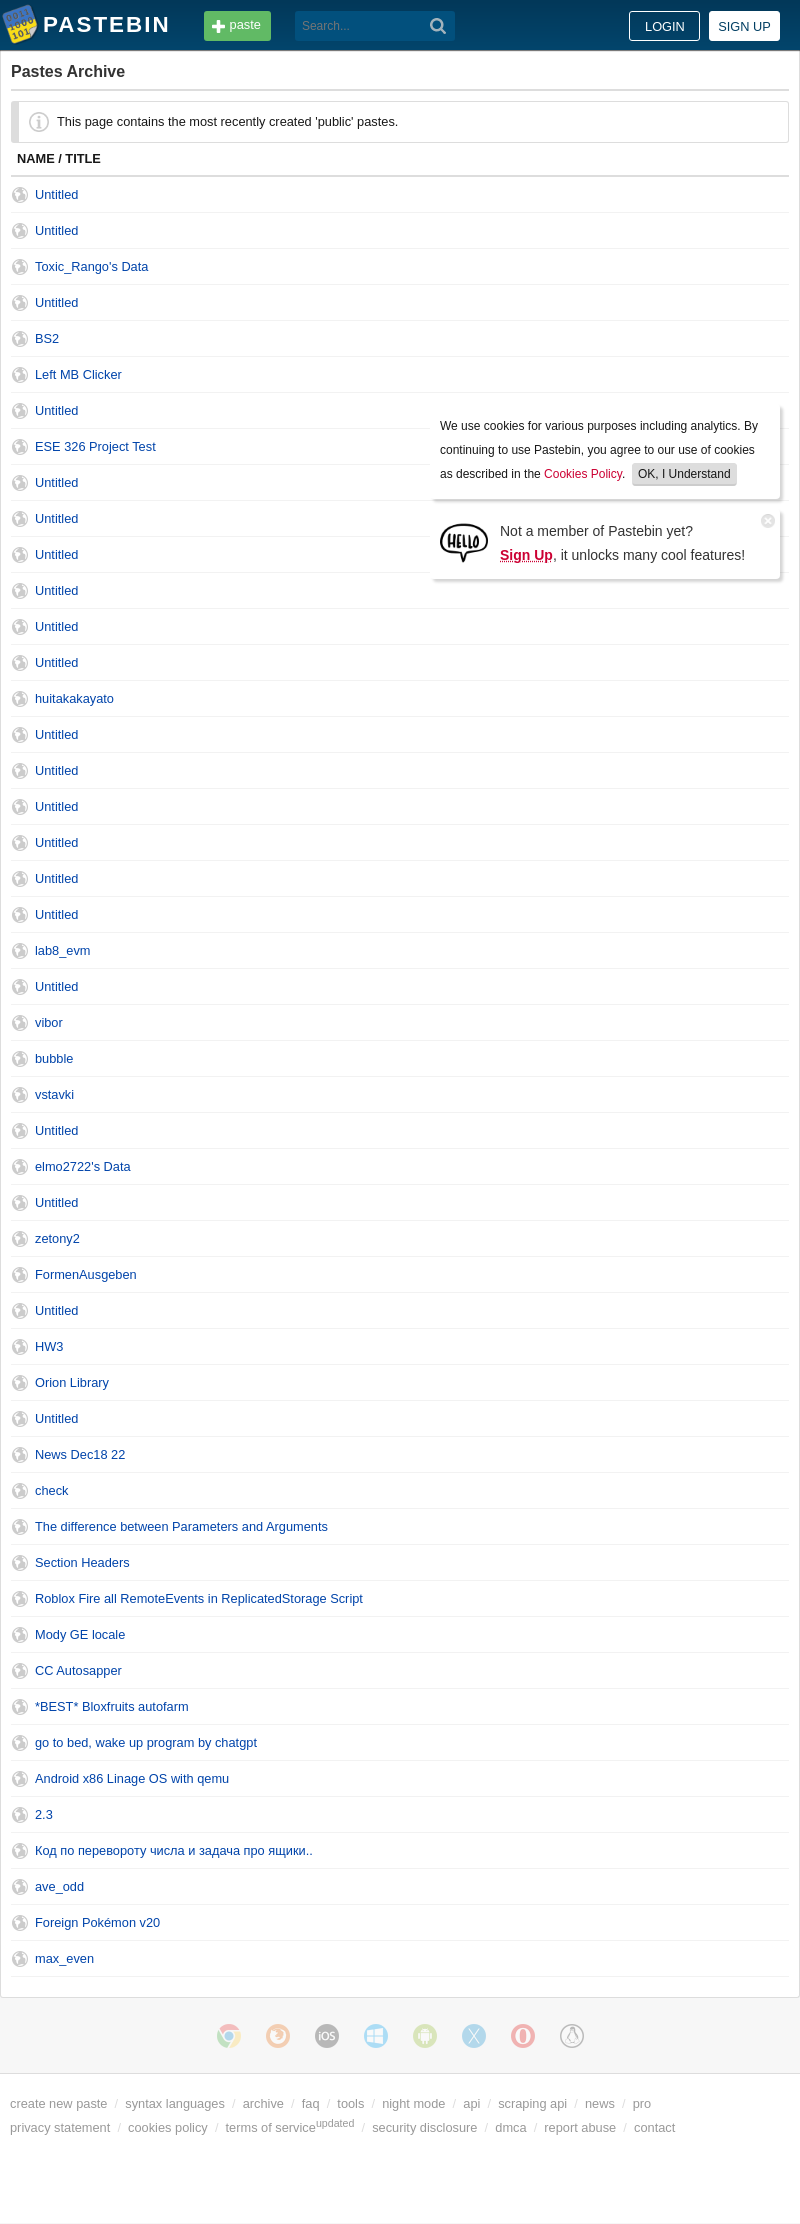 PASTEBIN
paste
Search...
LOGIN
SIGN UP
Pastes Archive
This page contains the most recently created 'public' pastes.
NAME / TITLE
Untitled
Untitled
Toxic_Rango's Data
Untitled
BS2
Left MB Clicker
Untitled
ESE 326 Project Test
Untitled
Untitled
Untitled
Untitled
Untitled
Untitled
huitakakayato
Untitled
Untitled
Untitled
Untitled
Untitled
Untitled
lab8_evm
Untitled
vibor
bubble
vstavki
Untitled
elmo2722's Data
Untitled
zetony2
FormenAusgeben
Untitled
HW3
Orion Library
Untitled
News Dec18 22
check
The difference between Parameters and Arguments
Section Headers
Roblox Fire all RemoteEvents in ReplicatedStorage Script
Mody GE locale
CC Autosapper
*BEST* Bloxfruits autofarm
go to bed, wake up program by chatgpt
Android x86 Linage OS with qemu
2.3
Код по перевороту числа и задача про ящики..
ave_odd
Foreign Pokémon v20
max_even
We use cookies for various purposes including analytics. By
continuing to use Pastebin, you agree to our use of cookies
as described in the Cookies Policy. OK, I Understand
HELLO
Not a member of Pastebin yet?
Sign Up, it unlocks many cool features!
iOS
create new paste / syntax languages / archive / faq / tools / night mode / api / scraping api / news / pro
privacy statement / cookies policy / terms of service updated / security disclosure / dmca / report abuse / contact